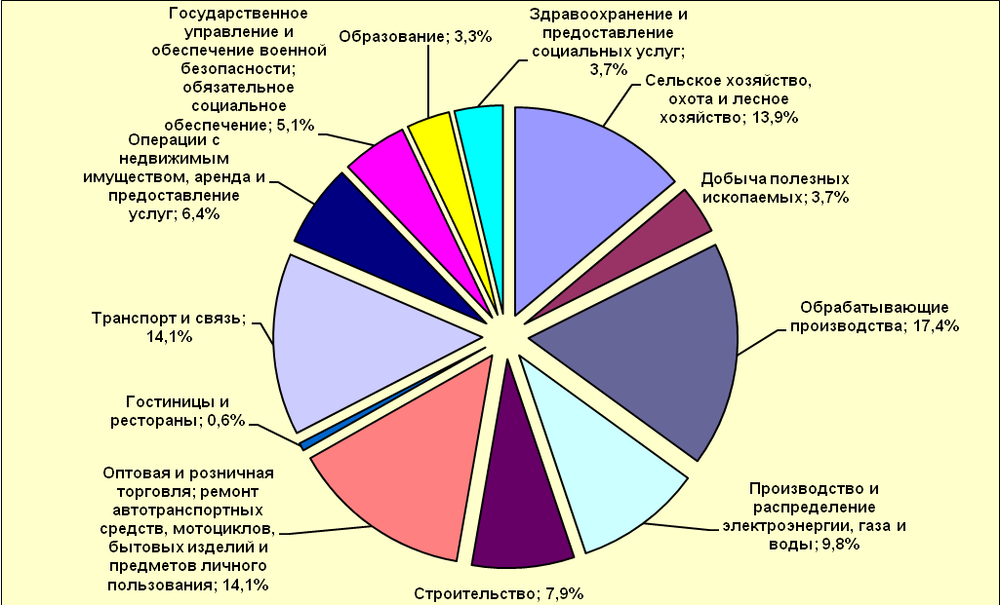 Государственное
управление и
обеспечение военной
безопасности;
обязательное
социальное
обеспечение; 5,1%
Образование; 3,3%
Здравоохранение и
предоставление
социальных услуг;
3,7%
Сельское хозяйство,
охота и лесное
хозяйство; 13,9%
Добыча полезных
ископаемых; 3,7%
Обрабатывающие
производства; 17,4%
Производство и
распределение
электроэнергии, газа и
воды; 9,8%
Строительство; 7,9%
Оптовая и розничная
торговля; ремонт
автотранспортных
средств, мотоциклов,
бытовых изделий и
предметов личного
пользования; 14,1%
Гостиницы и
рестораны; 0,6%
Транспорт и связь;
14,1%
Операции с
недвижимым
имуществом, аренда и
предоставление
услуг; 6,4%